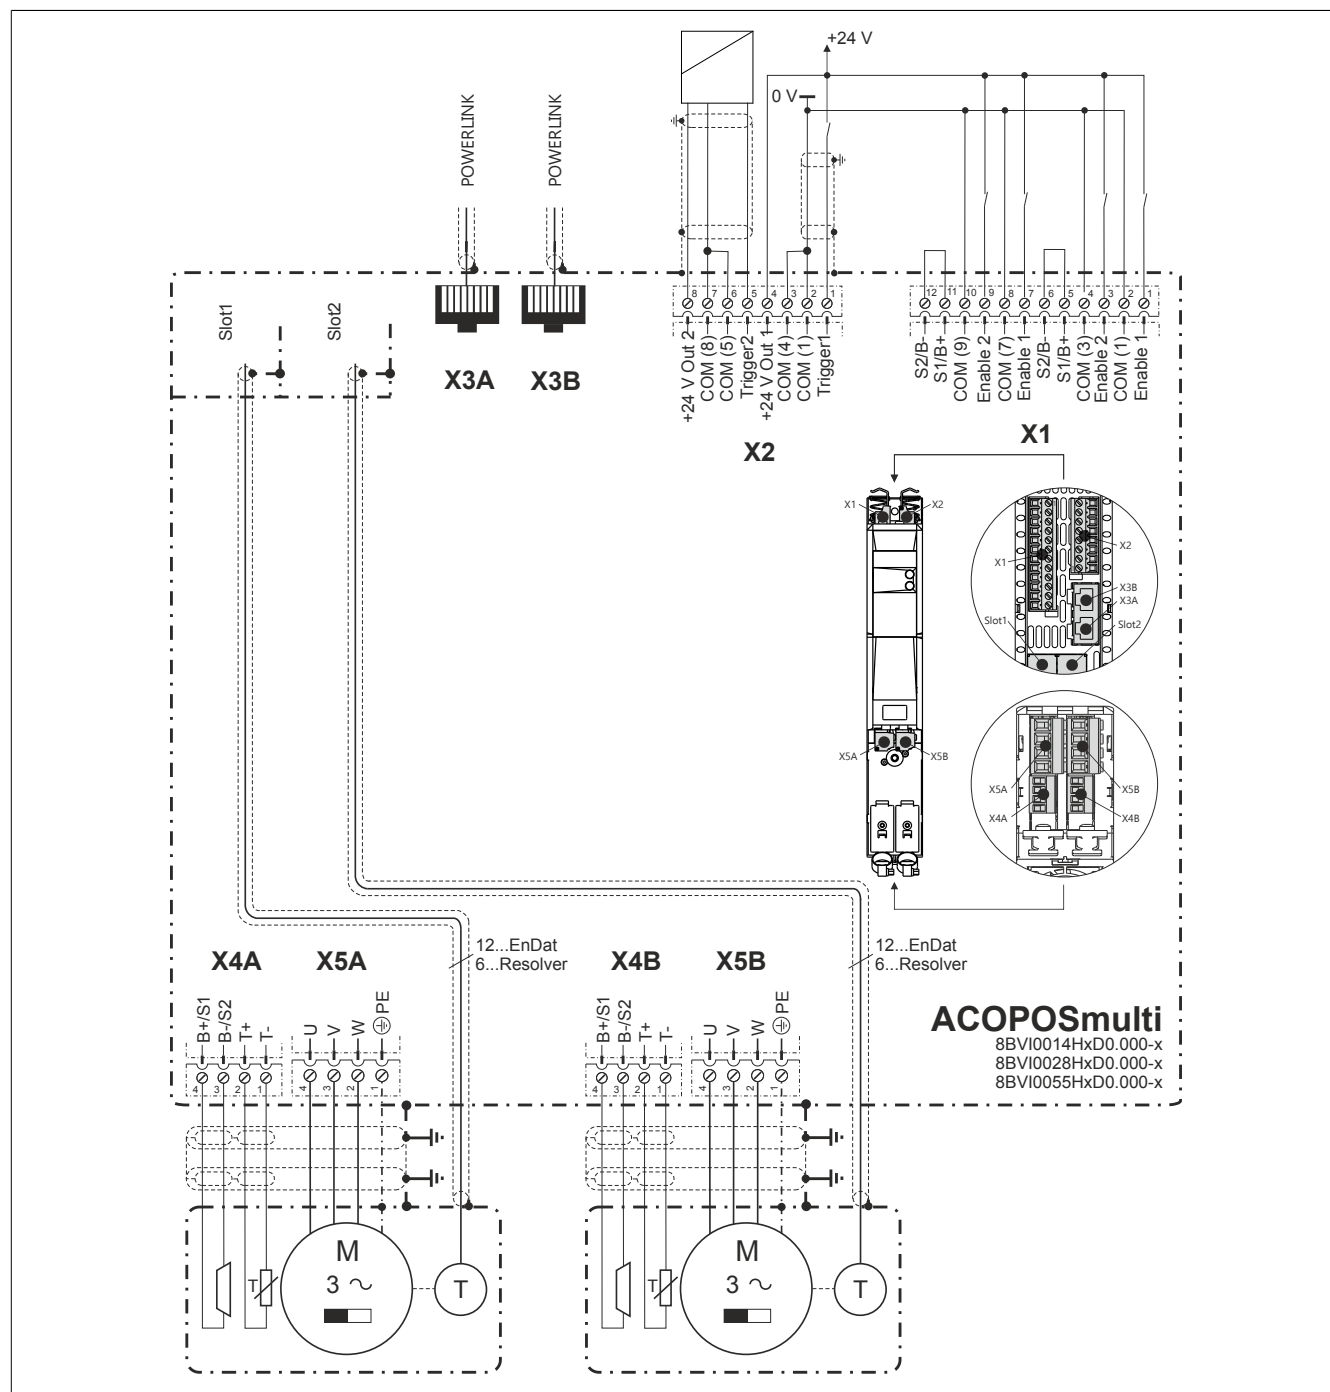 +24 V
0 V
POWERLINK
POWERLINK
Slot1
Slot2
X3A
X3B
8 7 6 5 4 3 2 1
+24 V Out 2
COM (8)
COM (5)
Trigger2
+24 V Out 1
COM (4)
COM (1)
Trigger1
X2
12 11 10 9 8 7 6 5 4 3 2 1
S2/B-
S1/B+
COM (9)
Enable 2
COM (7)
Enable 1
S2/B-
S1/B+
COM (3)
Enable 2
COM (1)
Enable 1
X1
X1
X2
X1
X2
X3B
X3A
Slot1
Slot2
X5A
X5B
X5A
X5B
X4A
X4B
12...EnDat
6...Resolver
12...EnDat
6...Resolver
X4A
X5A
X4B
X5B
B+/S1
B-/S2
T+
T-
U
V
W
PE
4 3 2 1
4 3 2 1
B+/S1
B-/S2
T+
T-
U
V
W
PE
4 3 2 1
4 3 2 1
ACOPOSmulti
8BVI0014HxD0.000-x
8BVI0028HxD0.000-x
8BVI0055HxD0.000-x
M
3 ~
T
T
M
3 ~
T
T